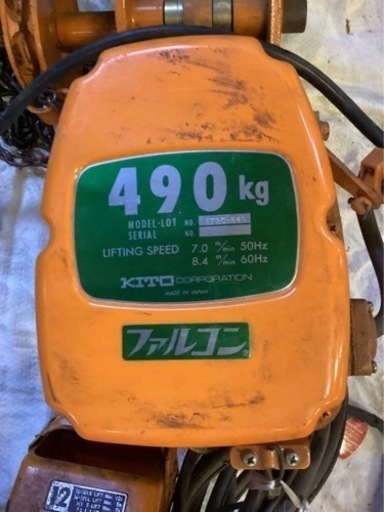 490 kg
MODEL-LOT NO.
SERIAL NO.
LIFTING SPEED 7.0 m/min 50Hz
8.4 m/min 60Hz
KITO CORPORATION
MADE IN JAPAN
ファルコン